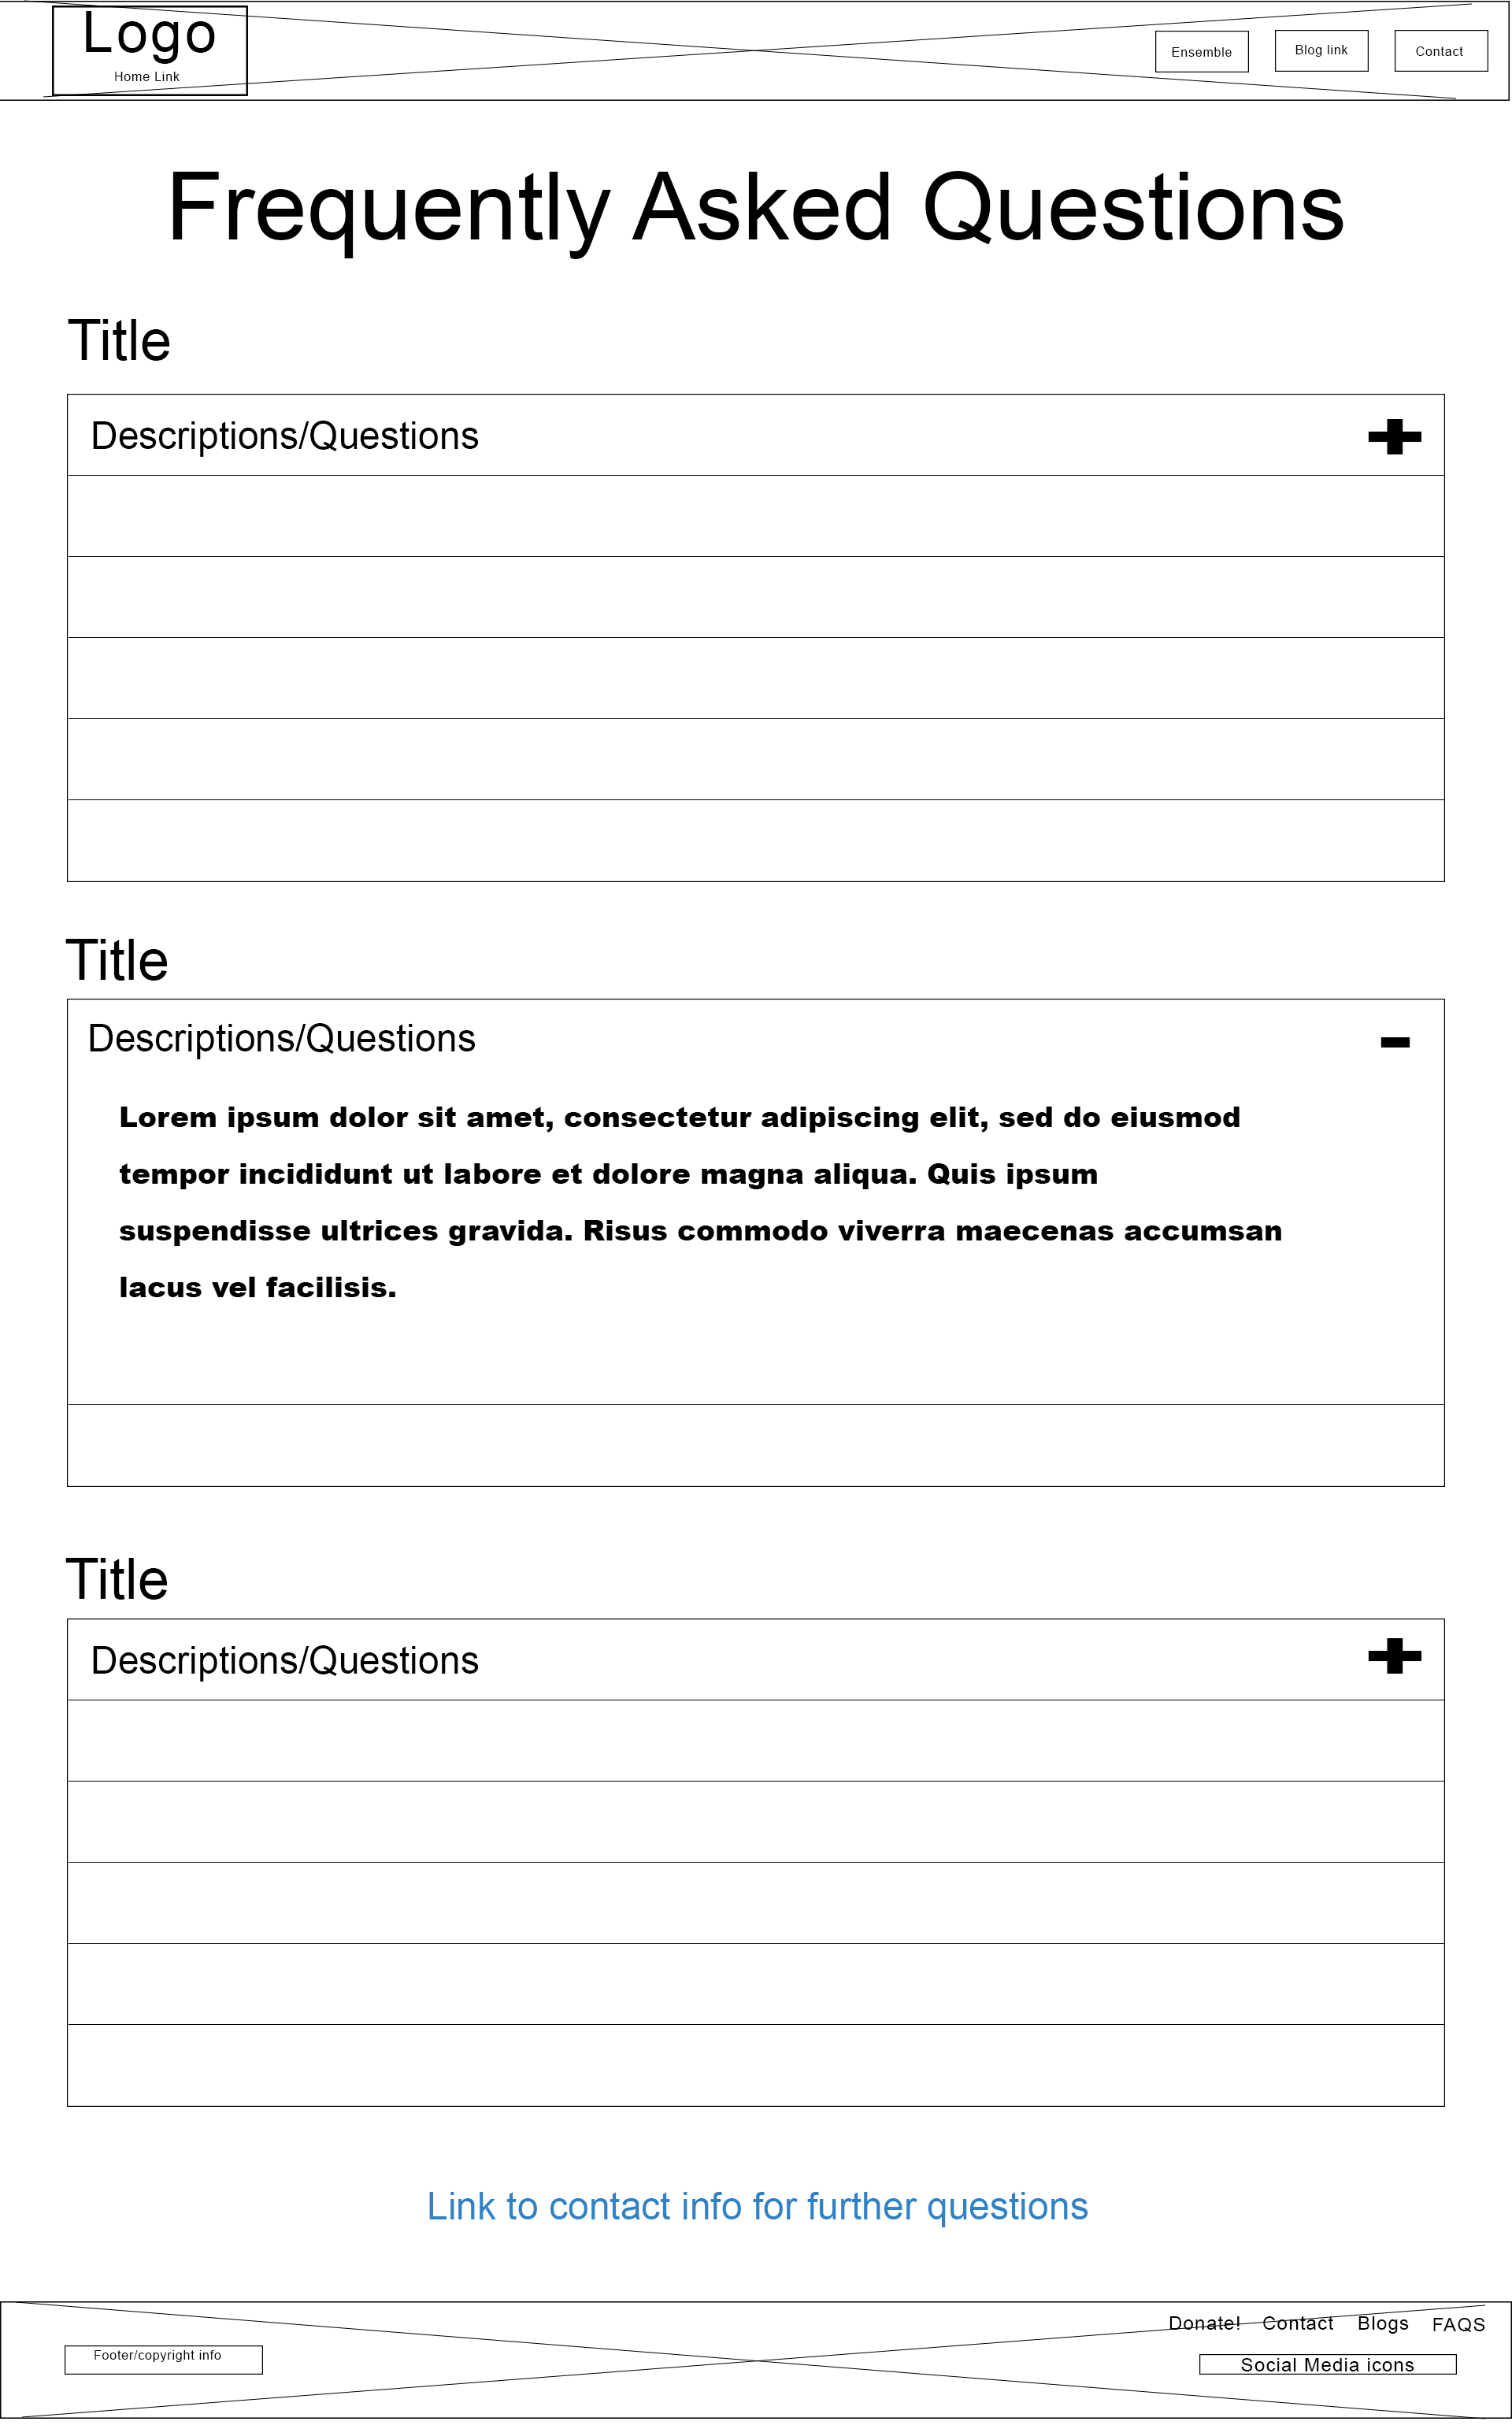 Logo
Home Link
Ensemble
Blog link
Contact
Frequently Asked Questions
Title
Descriptions/Questions
+
Title
Descriptions/Questions
-
Lorem ipsum dolor sit amet, consectetur adipiscing elit, sed do eiusmod
tempor incididunt ut labore et dolore magna aliqua. Quis ipsum
suspendisse ultrices gravida. Risus commodo viverra maecenas accumsan
lacus vel facilisis.
Title
Descriptions/Questions
+
Link to contact info for further questions
Footer/copyright info
Donate! Contact Blogs FAQS
Social Media icons